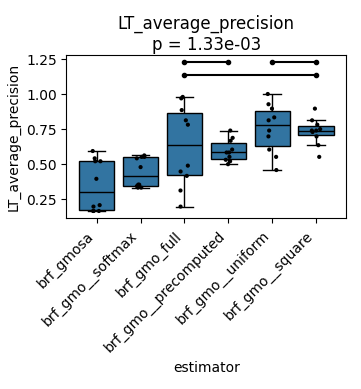 LT_average_precision
p = 1.33e-03
LT_average_precision
1.25
1.00
0.75
0.50
0.25
brf_gmosa
brf_gmo__softmax
brf_gmo_full
brf_gmo__precomputed
brf_gmo__uniform
brf_gmo__square
estimator